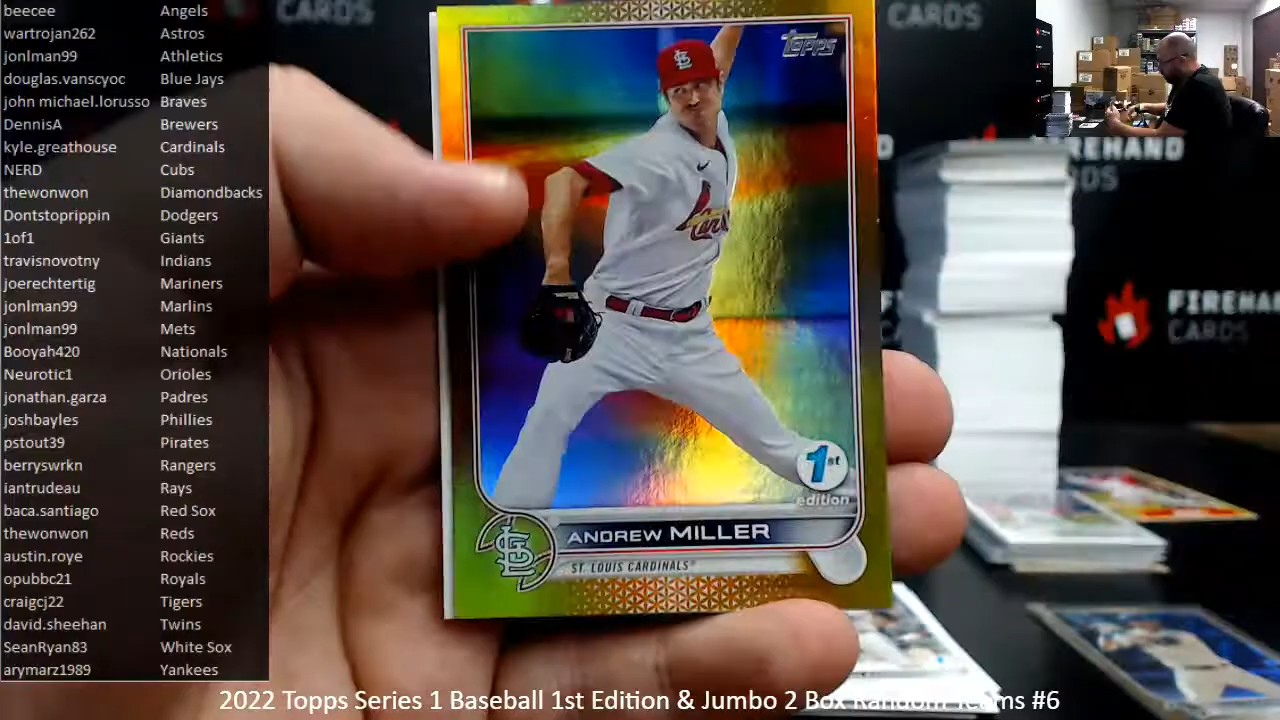 beecee Angels
wartrojan262 Astros
jonlman99 Athletics
douglas.vanscyoc Blue Jays
john michael.lorusso Braves
DennisA Brewers
kyle.greathouse Cardinals
NERD Cubs
thewonwon Diamondbacks
Dontstoprippin Dodgers
1of1 Giants
travisnovotny Indians
joerechtertig Mariners
jonlman99 Marlins
jonlman99 Mets
Booyah420 Nationals
Neurotic1 Orioles
jonathan.garza Padres
joshbayles Phillies
pstout39 Pirates
berryswrkn Rangers
iantrudeau Rays
baca.santiago Red Sox
thewonwon Reds
austin.roye Rockies
opubbc21 Royals
craigcj22 Tigers
david.sheehan Twins
SeanRyan83 White Sox
arymarz1989 Yankees
CARDS
CARDS
Topps
FIREHAND
CARDS
1st
edition
ANDREW MILLER
ST. LOUIS CARDINALS
2022 Topps Series 1 Baseball 1st Edition & Jumbo 2 Box Random Teams #6